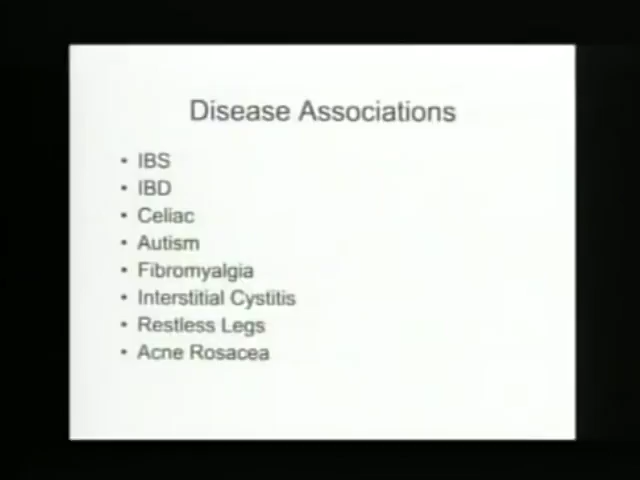 Disease Associations
• IBS
• IBD
• Celiac
• Autism
• Fibromyalgia
• Interstitial Cystitis
• Restless Legs
• Acne Rosacea